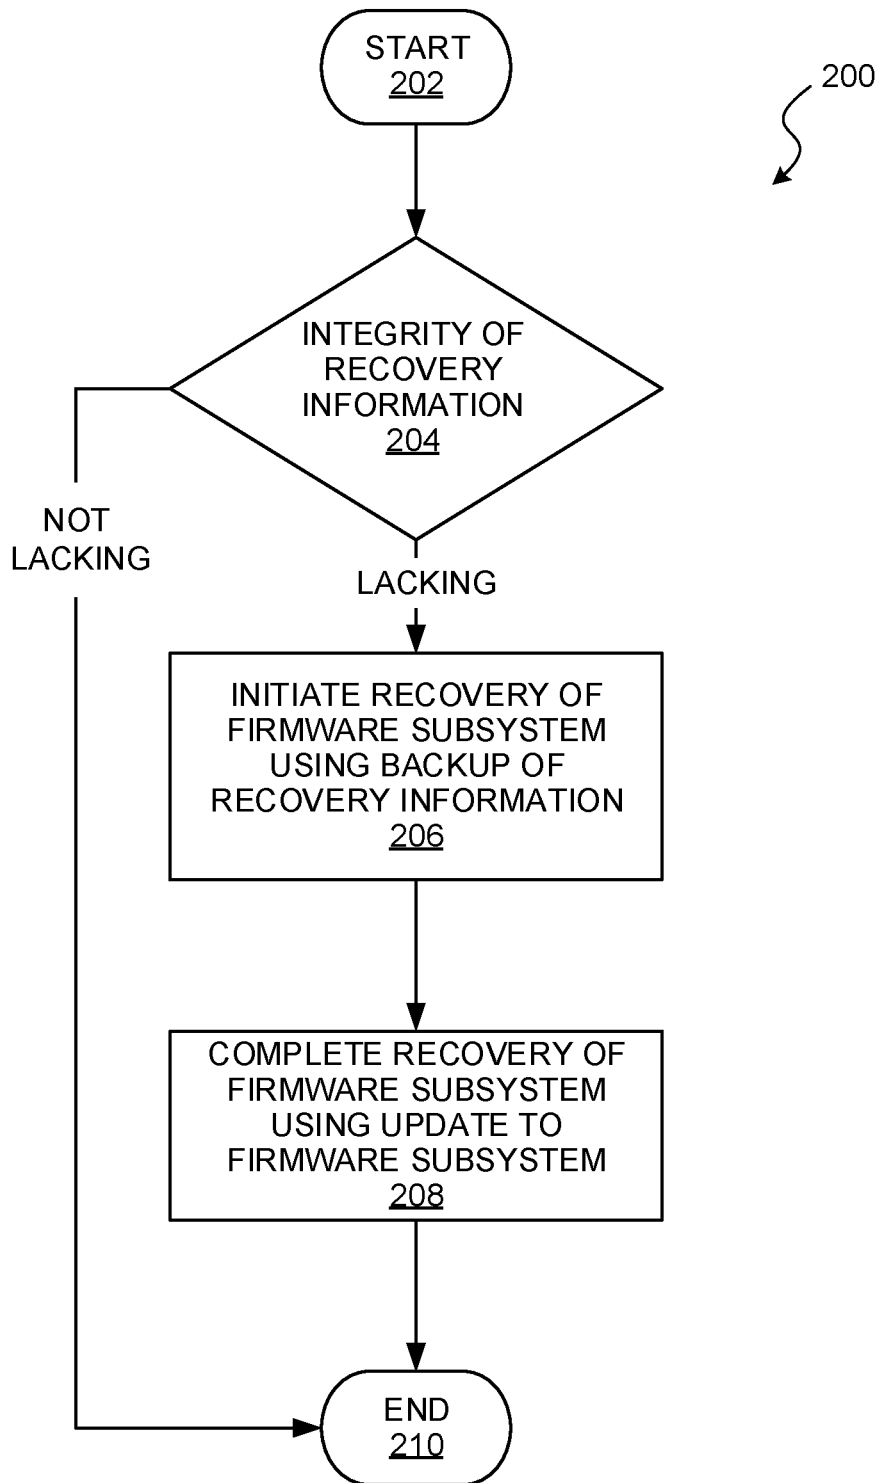 START
202
200
INTEGRITY OF
RECOVERY
INFORMATION
204
NOT
LACKING
LACKING
INITIATE RECOVERY OF
FIRMWARE SUBSYSTEM
USING BACKUP OF
RECOVERY INFORMATION
206
COMPLETE RECOVERY OF
FIRMWARE SUBSYSTEM
USING UPDATE TO
FIRMWARE SUBSYSTEM
208
END
210